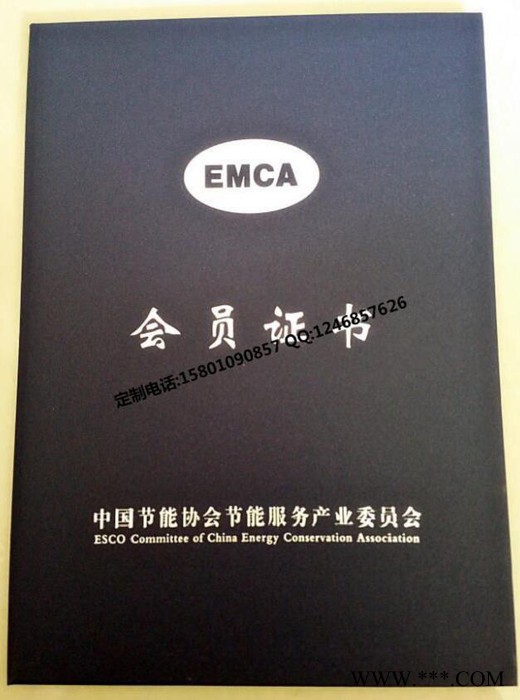 EMCA
会员证书
定制电话:15801090857 QQ:1246857626
中国节能协会节能服务产业委员会
ESCO Committee of China Energy Conservation Association
WWW.***.COM